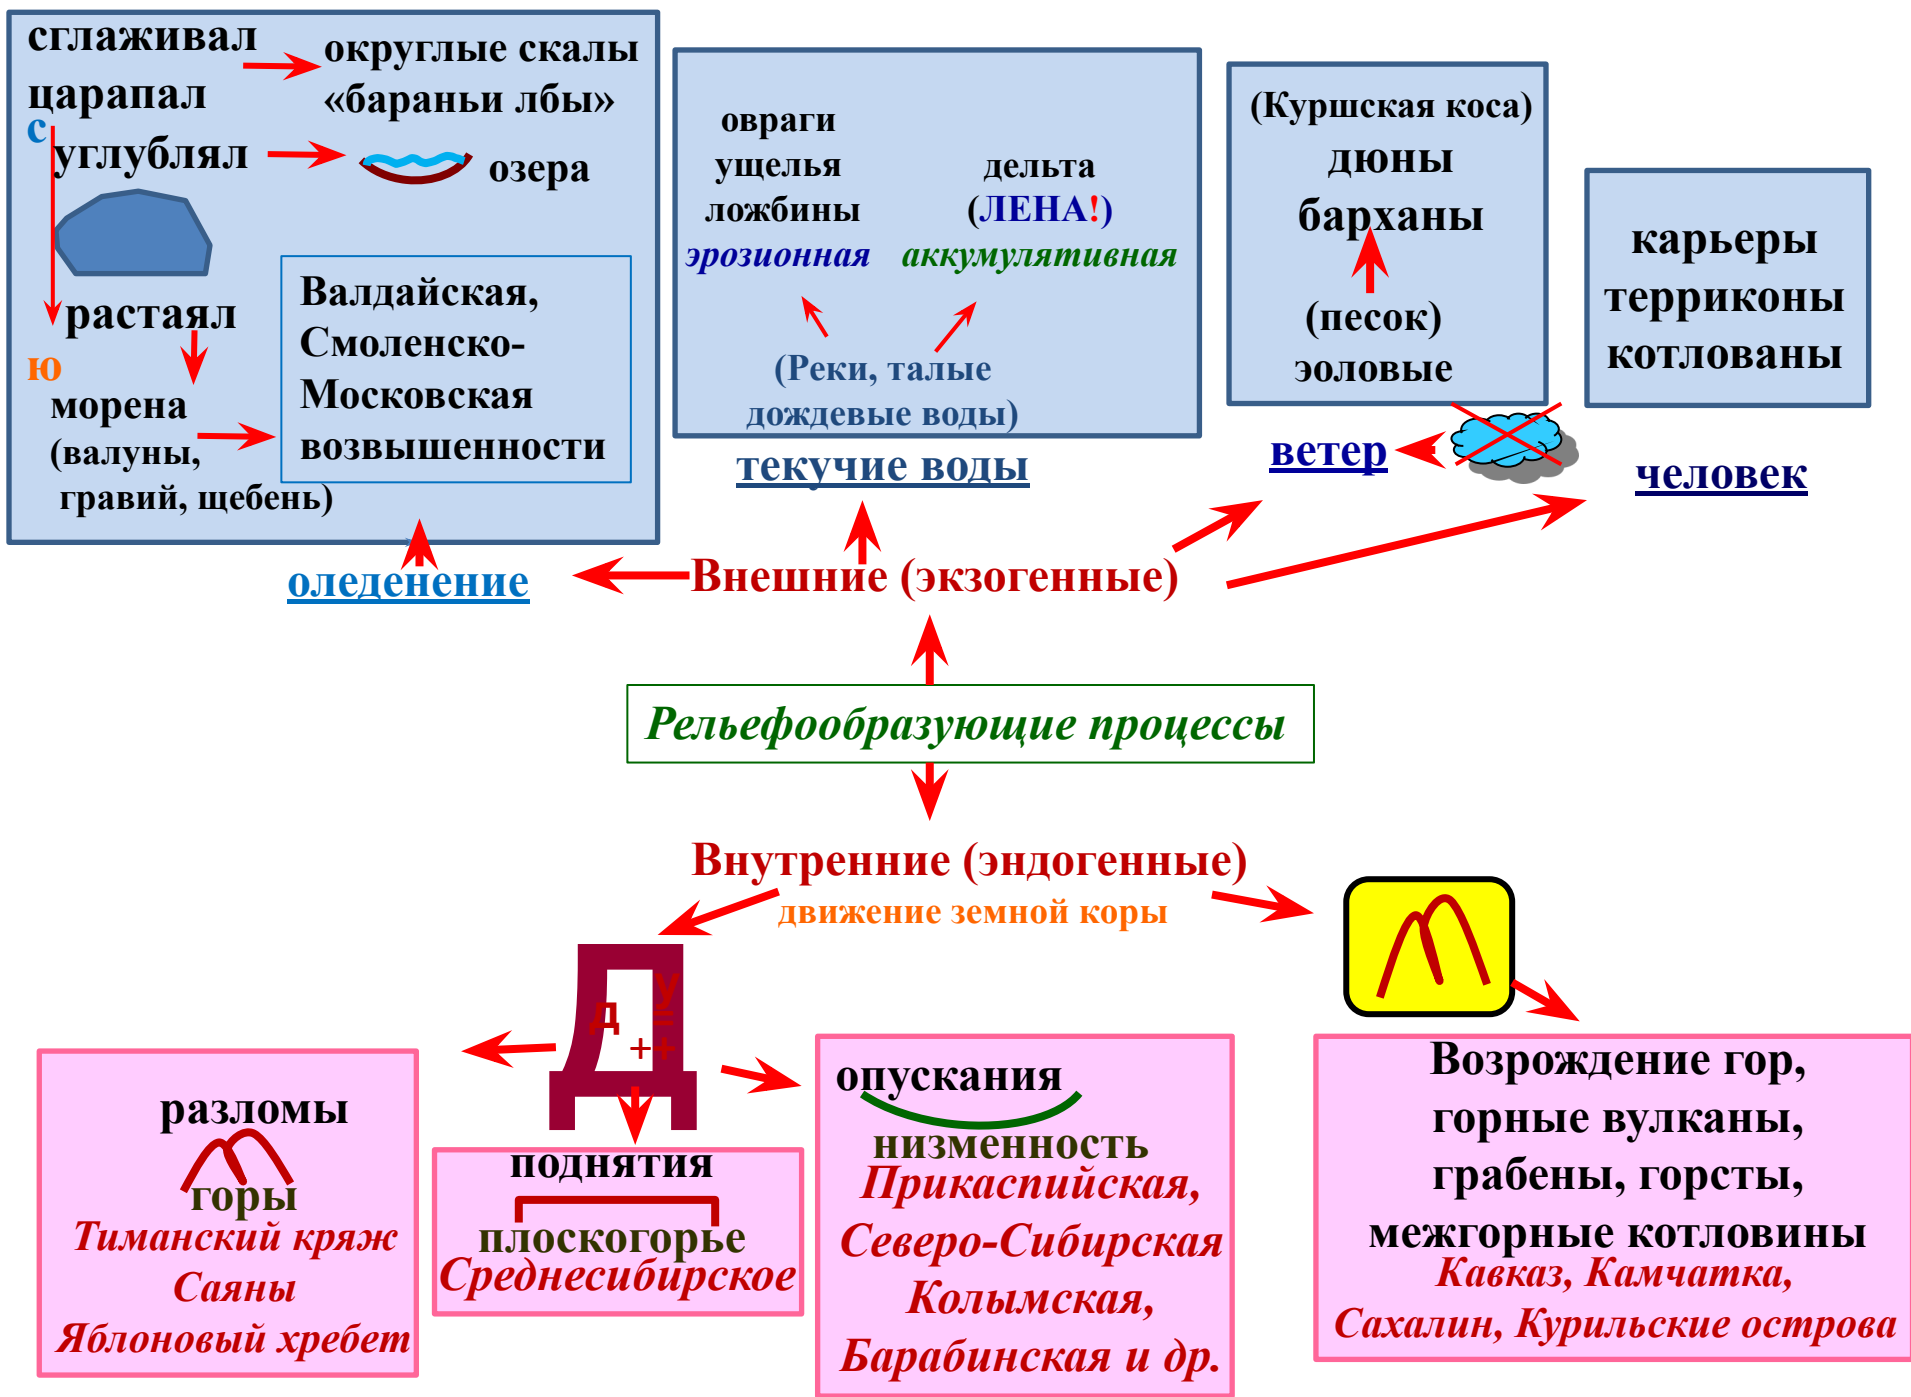 сглаживал
царапал
с
углублял
округлые скалы
«бараньи лбы»
озера
растаял
ю
морена
(валуны,
гравий, щебень)
Валдайская,
Смоленско-
Московская
возвышенности
оледенение
овраги
ущелья
ложбины
эрозионная
дельта
(ЛЕНА!)
аккумулятивная
(Реки, талые
дождевые воды)
текучие воды
(Куршская коса)
дюны
барханы
(песок)
эоловые
ветер
карьеры
терриконы
котлованы
человек
Внешние (экзогенные)
Рельефообразующие процессы
Внутренние (эндогенные)
движение земной коры
Д
д у
= ++
разломы
горы
Тиманский кряж
Саяны
Яблоновый хребет
поднятия
плоскогорье
Среднесибирское
опускания
низменность
Прикаспийская,
Северо-Сибирская
Колымская,
Барабинская и др.
Возрождение гор,
горные вулканы,
грабены, горсты,
межгорные котловины
Кавказ, Камчатка,
Сахалин, Курильские острова